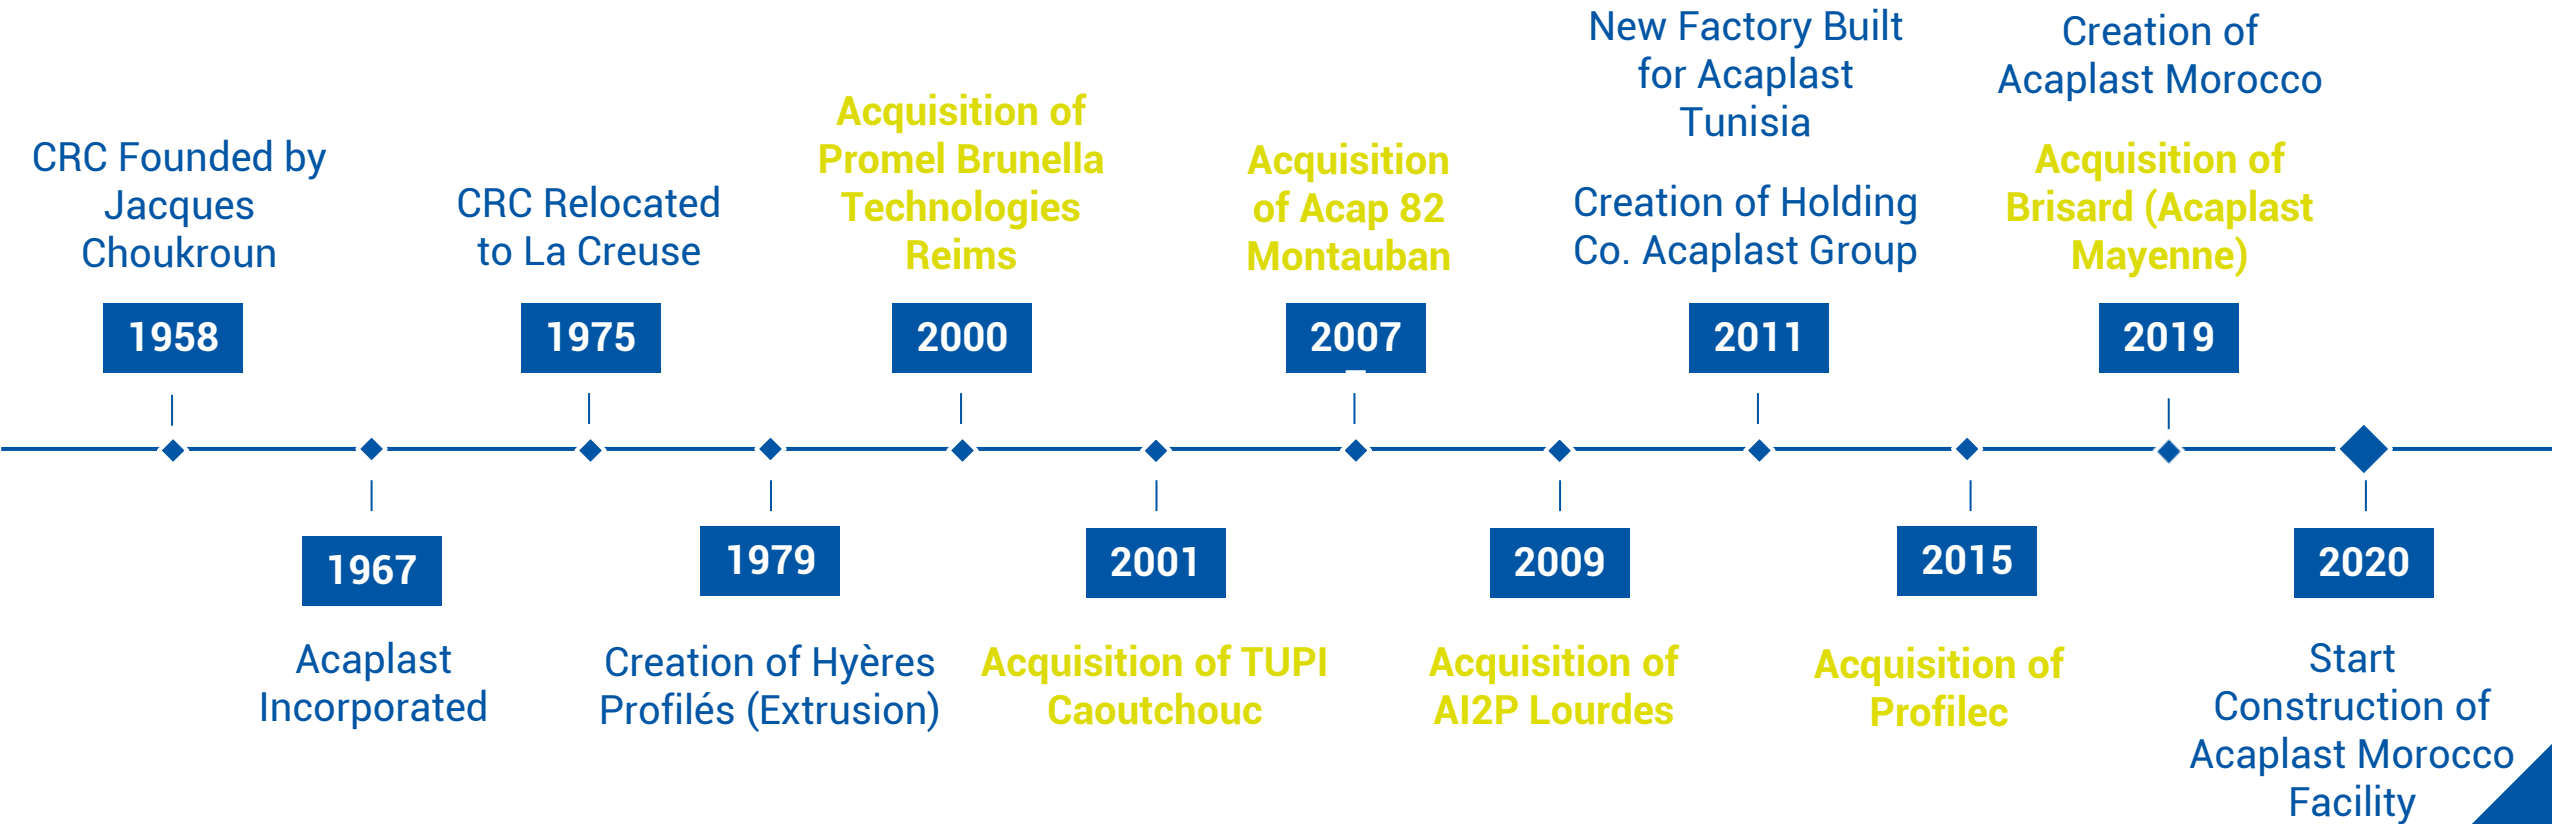 CRC Founded by
Jacques
Choukroun
1958
Acaplast
Incorporated
1967
CRC Relocated
to La Creuse
1975
1979
Creation of Hyères
Profilés (Extrusion)
Acquisition of
Promel Brunella
Technologies
Reims
2000
2001
Acquisition of TUPI
Caoutchouc
Acquisition
of Acap 82
Montauban
2007
2009
Acquisition of
AI2P Lourdes
New Factory Built
for Acaplast
Tunisia
Creation of Holding
Co. Acaplast Group
2011
2015
Acquisition of
Profilec
Creation of
Acaplast Morocco
Acquisition of
Brisard (Acaplast
Mayenne)
2019
2020
Start
Construction of
Acaplast Morocco
Facility